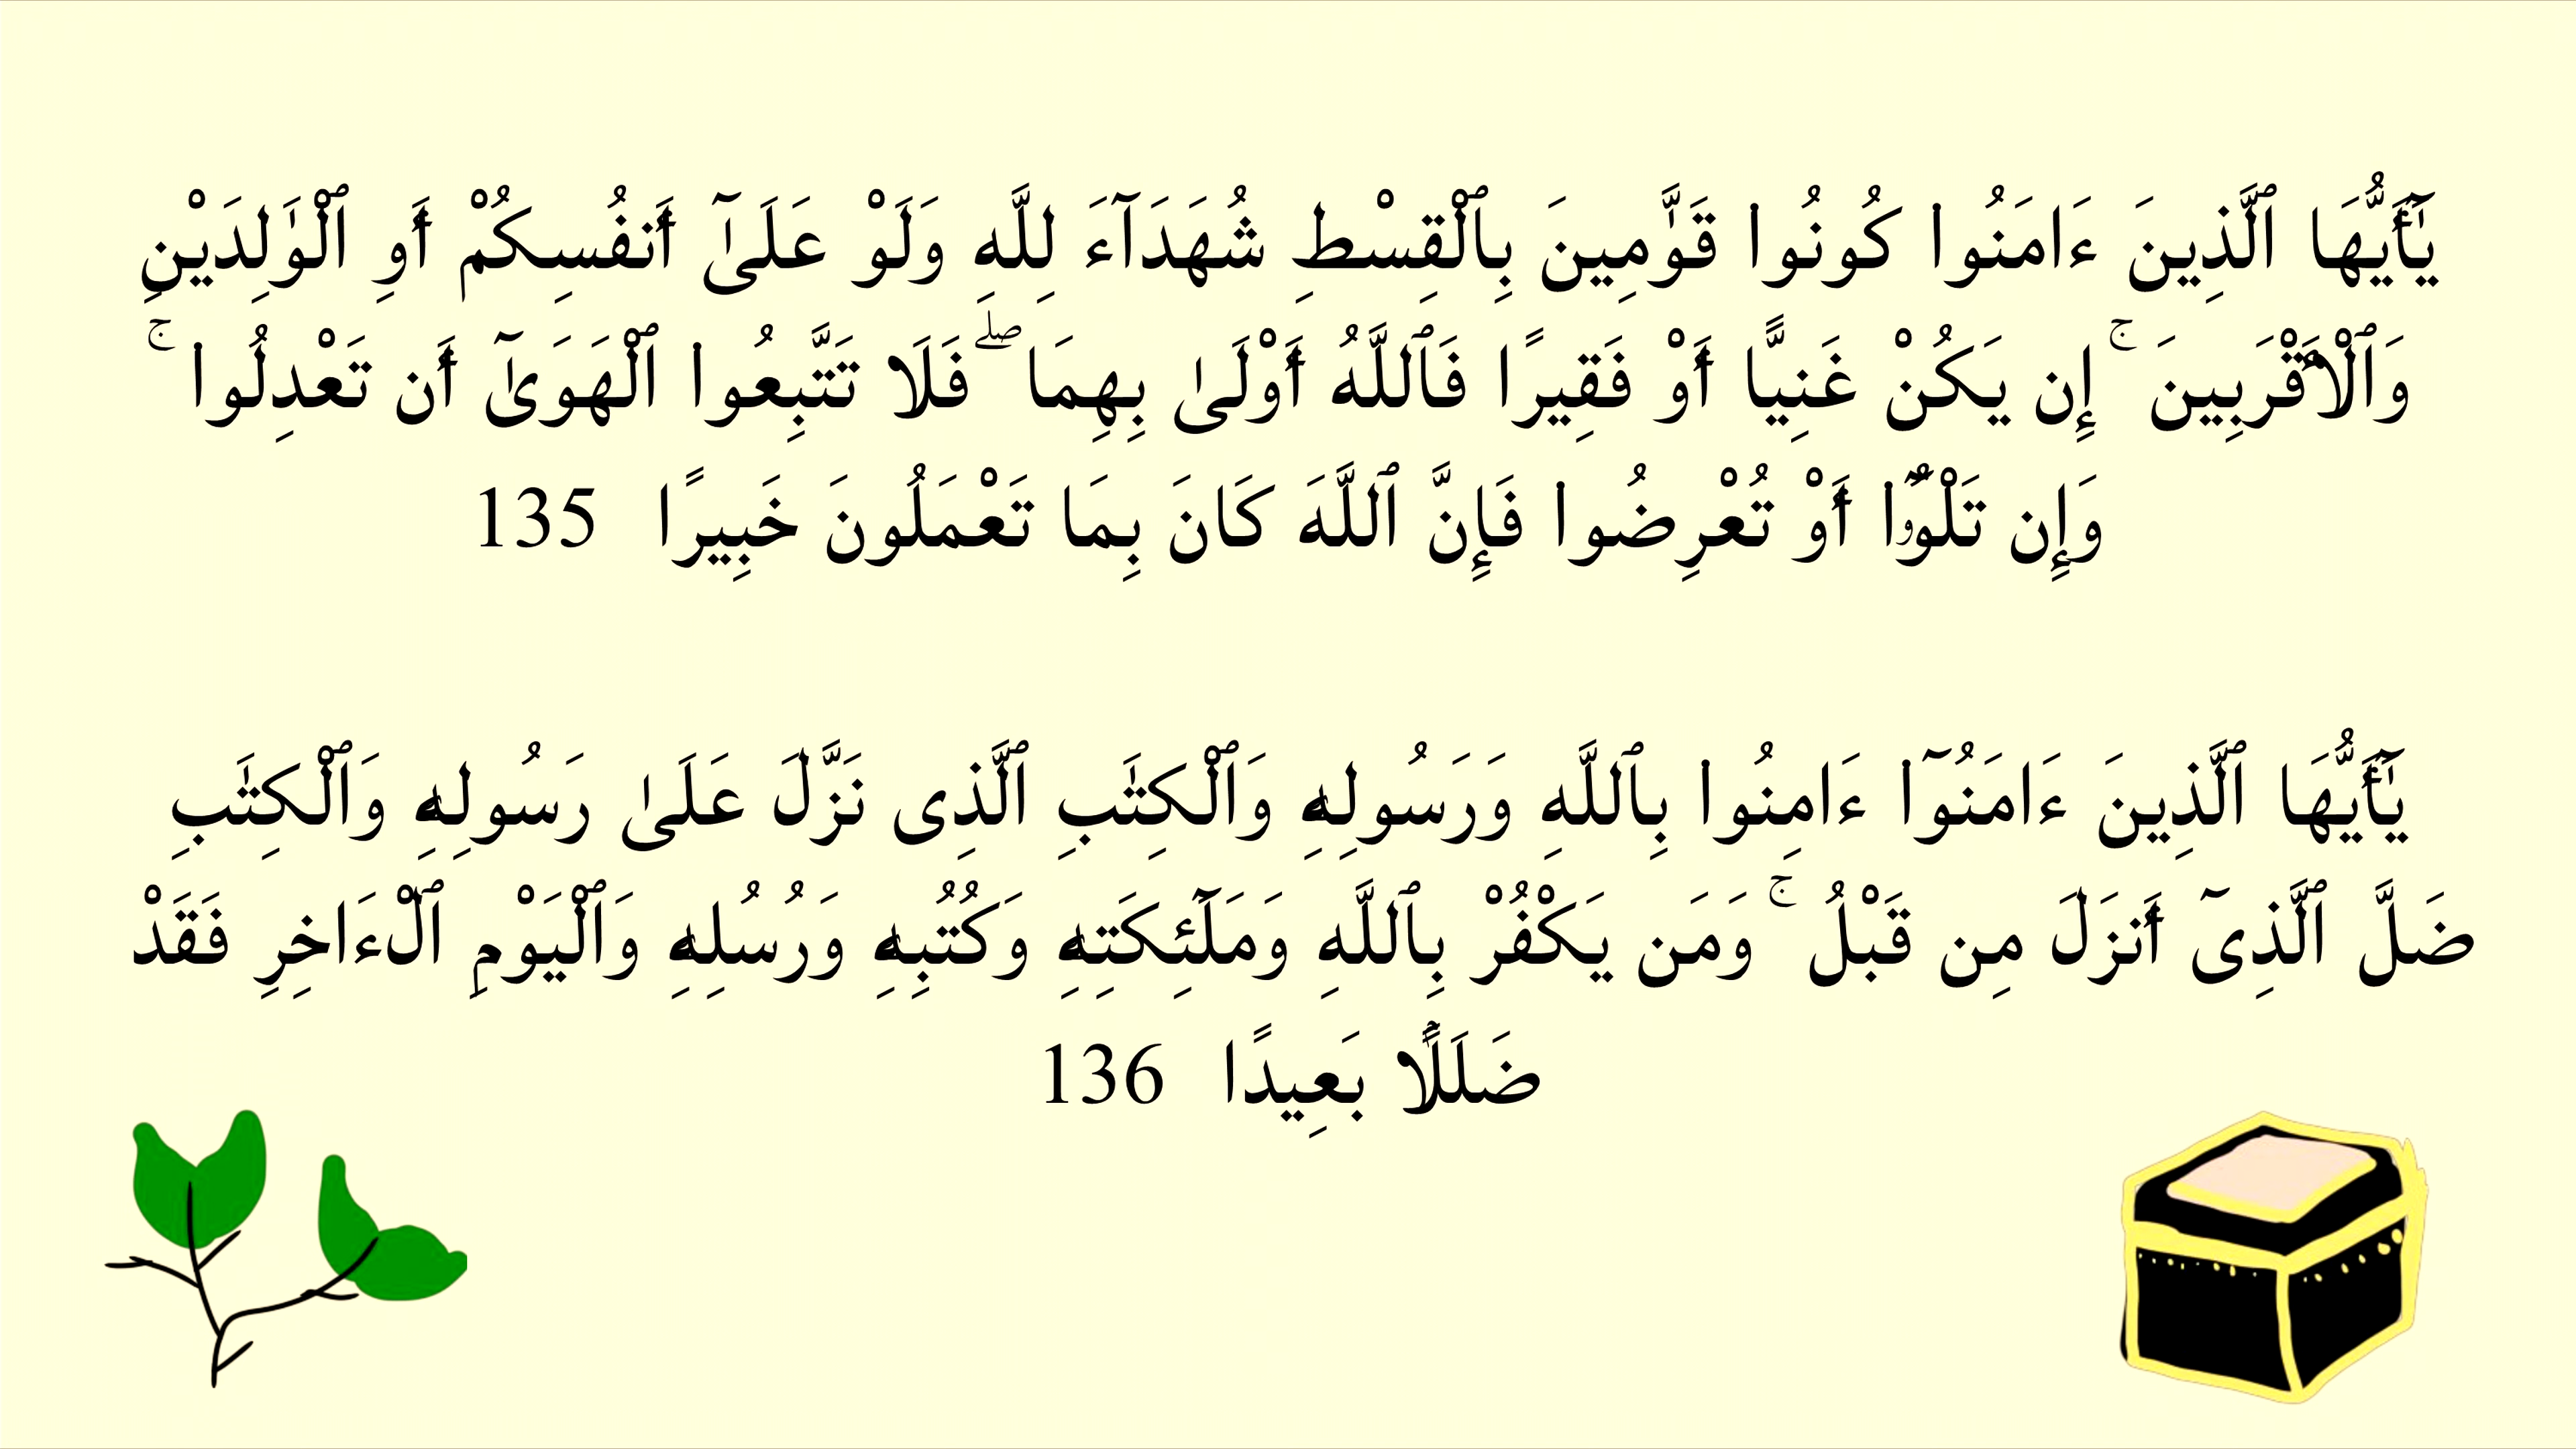 يَٰٓأَيُّهَا ٱلَّذِينَ ءَامَنُوا كُونُوا قَوَّٰمِينَ بِٱلْقِسْطِ شُهَدَآءَ لِلَّهِ وَلَوْ عَلَىٰٓ أَنفُسِكُمْ أَوِ ٱلْوَٰلِدَيْنِ
وَٱلْأَقْرَبِينَ ۚ إِن يَكُنْ غَنِيًّا أَوْ فَقِيرًا فَٱللَّهُ أَوْلَىٰ بِهِمَا ۖ فَلَا تَتَّبِعُوا ٱلْهَوَىٰٓ أَن تَعْدِلُوا ۚ
وَإِن تَلْوُۥٓا أَوْ تُعْرِضُوا فَإِنَّ ٱللَّهَ كَانَ بِمَا تَعْمَلُونَ خَبِيرًا 135
يَٰٓأَيُّهَا ٱلَّذِينَ ءَامَنُوٓا ءَامِنُوا بِٱللَّهِ وَرَسُولِهِۦ وَٱلْكِتَٰبِ ٱلَّذِى نَزَّلَ عَلَىٰ رَسُولِهِۦ وَٱلْكِتَٰبِ
ضَلَّ ٱلَّذِىٓ أَنزَلَ مِن قَبْلُ ۚ وَمَن يَكْفُرْ بِٱللَّهِ وَمَلَٰٓئِكَتِهِۦ وَكُتُبِهِۦ وَرُسُلِهِۦ وَٱلْيَوْمِ ٱلْءَاخِرِ فَقَدْ
ضَلَٰلًۢا بَعِيدًا 136